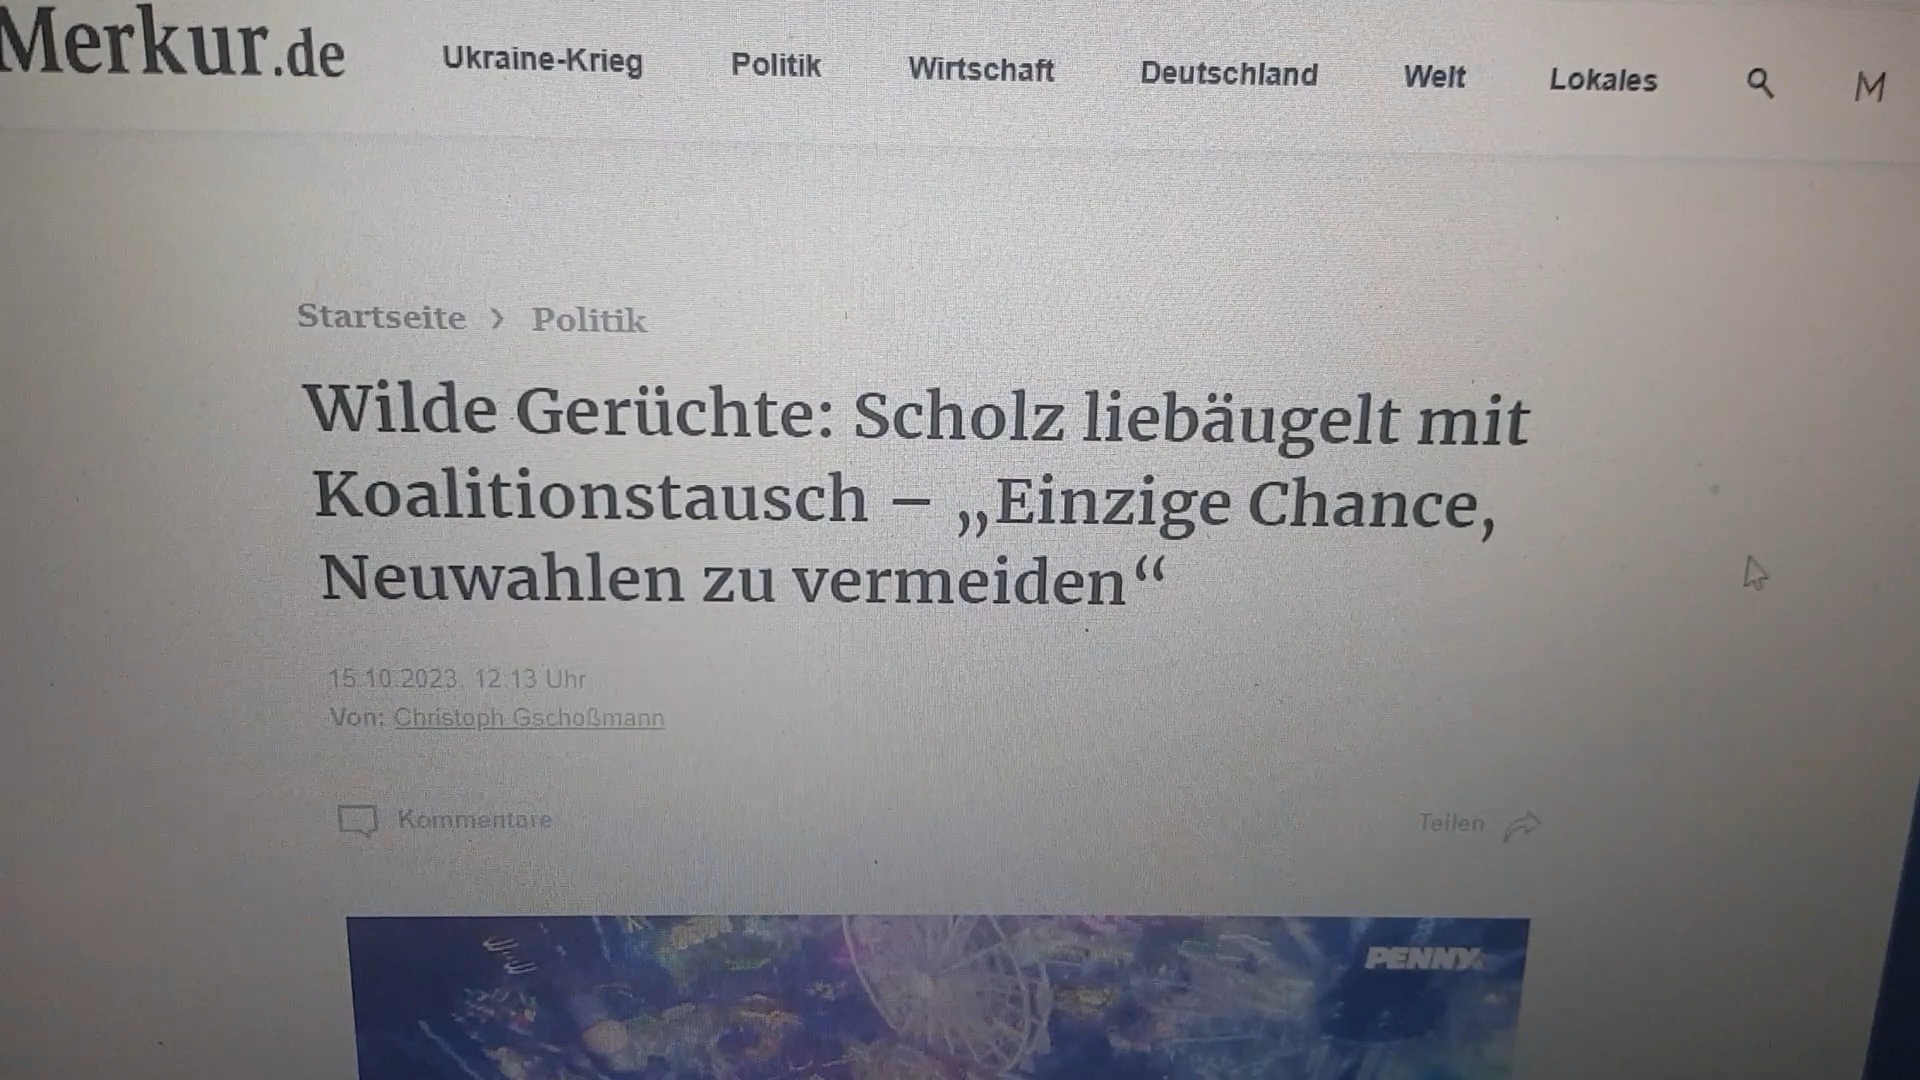 Merkur.de Ukraine-Krieg Politik Wirtschaft Deutschland Welt Lokales M
Startseite > Politik
Wilde Gerüchte: Scholz liebäugelt mit
Koalitionstausch – „Einzige Chance,
Neuwahlen zu vermeiden“
15.10.2023, 12:13 Uhr
Von: Christoph Gschoßmann
Kommentare Teilen
PENNY.